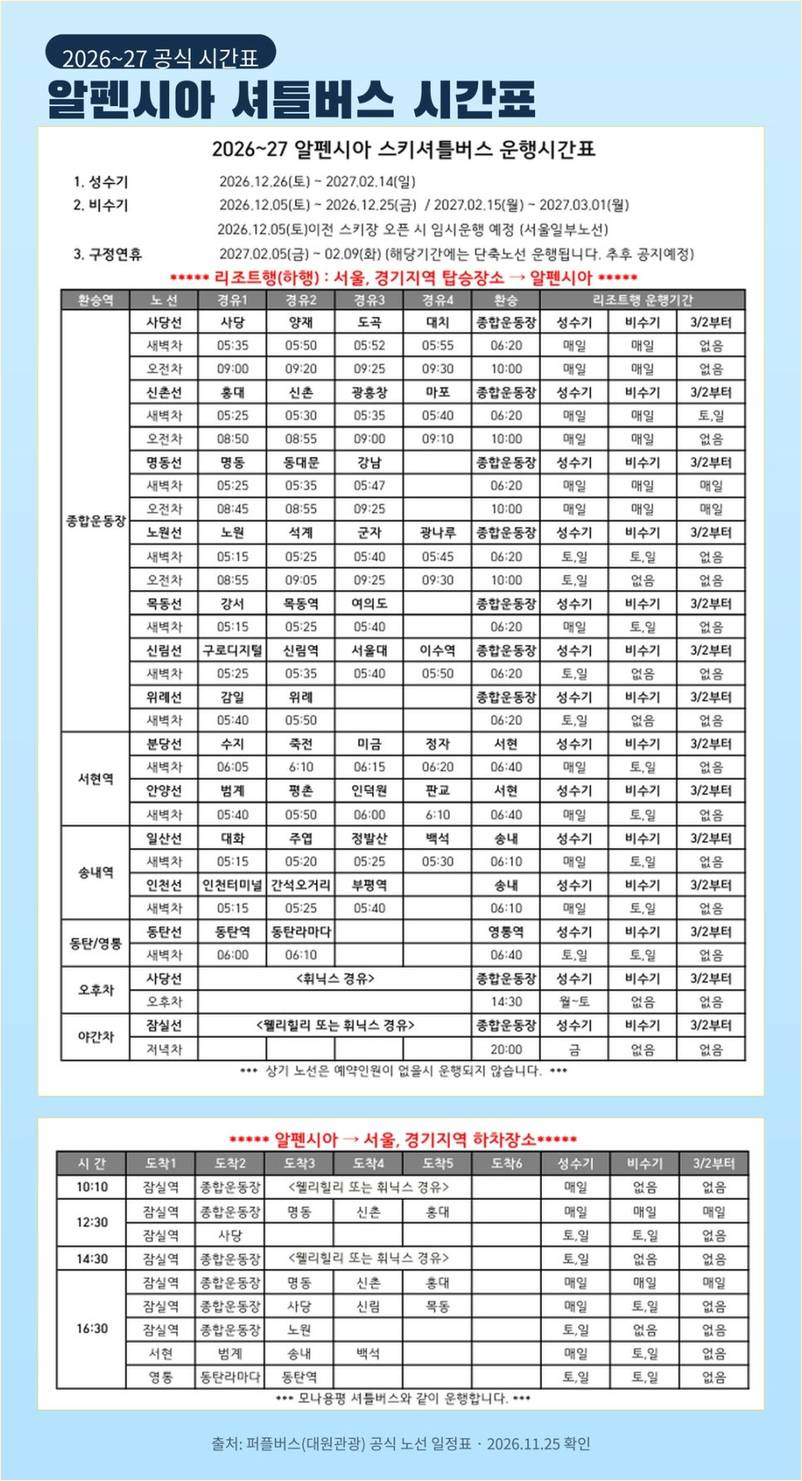 2026~27 공식 시간표
알펜시아 셔틀버스 시간표
2026~27 알펜시아 스키셔틀버스 운행시간표
1. 성수기 2026.12.26(토) ~ 2027.02.14(일)
2. 비수기 2026.12.05(토) ~ 2026.12.25(금) / 2027.02.15(월) ~ 2027.03.01(월)
2026.12.05(토)이전 스키장 오픈 시 임시운행 예정 (서울일부노선)
3. 구정연휴 2027.02.05(금) ~ 02.09(화) (해당기간에는 단축노선 운행됩니다. 추후 공지예정)
***** 리조트행(하행) : 서울, 경기지역 탑승장소 → 알펜시아 *****
환승역 노 선 경유1 경유2 경유3 경유4 환승 리조트행 운행기간
사당선 사당 양재 도곡 대치 종합운동장 성수기 비수기 3/2부터
새벽차 05:35 05:50 05:52 05:55 06:20 매일 매일 없음
오전차 09:00 09:20 09:25 09:30 10:00 매일 매일 없음
신촌선 홍대 신촌 광흥창 마포 종합운동장 성수기 비수기 3/2부터
새벽차 05:25 05:30 05:35 05:40 06:20 매일 매일 토,일
오전차 08:50 08:55 09:00 09:10 10:00 매일 매일 없음
명동선 명동 동대문 강남 종합운동장 성수기 비수기 3/2부터
새벽차 05:25 05:35 05:47 06:20 매일 매일 매일
오전차 08:45 08:55 09:25 10:00 매일 매일 매일
종합운동장
노원선 노원 석계 군자 광나루 종합운동장 성수기 비수기 3/2부터
새벽차 05:15 05:25 05:40 05:45 06:20 토,일 토,일 없음
오전차 08:55 09:05 09:25 09:30 10:00 토,일 없음 없음
목동선 강서 목동역 여의도 종합운동장 성수기 비수기 3/2부터
새벽차 05:15 05:25 05:40 06:20 매일 토,일 없음
신림선 구로디지털 신림역 서울대 이수역 종합운동장 성수기 비수기 3/2부터
새벽차 05:25 05:35 05:40 05:50 06:20 토,일 없음 없음
위례선 감일 위례 종합운동장 성수기 비수기 3/2부터
새벽차 05:40 05:50 06:20 토,일 없음 없음
분당선 수지 죽전 미금 정자 서현 성수기 비수기 3/2부터
새벽차 06:05 6:10 06:15 06:20 06:40 매일 토,일 없음
서현역
안양선 범계 평촌 인덕원 판교 서현 성수기 비수기 3/2부터
새벽차 05:40 05:50 06:00 6:10 06:40 매일 토,일 없음
일산선 대화 주엽 정발산 백석 송내 성수기 비수기 3/2부터
새벽차 05:15 05:20 05:25 05:30 06:10 매일 토,일 없음
송내역
인천선 인천터미널 간석오거리 부평역 송내 성수기 비수기 3/2부터
새벽차 05:15 05:25 05:40 06:10 매일 토,일 없음
동탄/영통
동탄선 동탄역 동탄라마다 영통역 성수기 비수기 3/2부터
새벽차 06:00 06:10 06:40 토,일 토,일 없음
오후차
사당선 <휘닉스 경유> 종합운동장 성수기 비수기 3/2부터
오후차 14:30 월~토 없음 없음
야간차
잠실선 <웰리힐리 또는 휘닉스 경유> 종합운동장 성수기 비수기 3/2부터
저녁차 20:00 금 없음 없음
*** 상기 노선은 예약인원이 없을시 운행되지 않습니다. ***
***** 알펜시아 → 서울, 경기지역 하차장소*****
시 간 도착1 도착2 도착3 도착4 도착5 도착6 성수기 비수기 3/2부터
10:10 잠실역 종합운동장 <웰리힐리 또는 휘닉스 경유> 매일 없음 없음
12:30 잠실역 종합운동장 명동 신촌 홍대 매일 매일 매일
잠실역 사당 토,일 토,일 없음
14:30 잠실역 종합운동장 <웰리힐리 또는 휘닉스 경유> 토,일 없음 없음
16:30 잠실역 종합운동장 명동 신촌 홍대 매일 매일 매일
잠실역 종합운동장 사당 신림 목동 매일 토,일 없음
잠실역 종합운동장 노원 토,일 없음 없음
서현 범계 송내 백석 매일 토,일 없음
영통 동탄라마다 동탄역 토,일 토,일 없음
*** 모나용평 셔틀버스와 같이 운행합니다. ***
출처: 퍼플버스(대원관광) 공식 노선 일정표 · 2026.11.25 확인